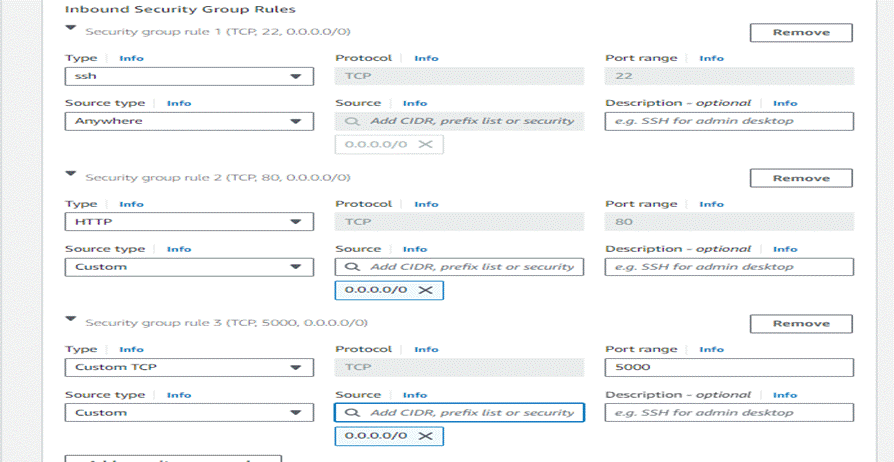 Inbound Security Group Rules
Security group rule 1 (TCP, 22, 0.0.0.0/0) Remove
Type Info Protocol Info Port range Info
ssh TCP 22
Source type Info Source Info Description - optional Info
Anywhere Add CIDR, prefix list or security e.g. SSH for admin desktop
0.0.0.0/0
Security group rule 2 (TCP, 80, 0.0.0.0/0) Remove
Type Info Protocol Info Port range Info
HTTP TCP 80
Source type Info Source Info Description - optional Info
Custom Add CIDR, prefix list or security e.g. SSH for admin desktop
0.0.0.0/0
Security group rule 3 (TCP, 5000, 0.0.0.0/0) Remove
Type Info Protocol Info Port range Info
Custom TCP TCP 5000
Source type Info Source Info Description - optional Info
Custom Add CIDR, prefix list or security e.g. SSH for admin desktop
0.0.0.0/0